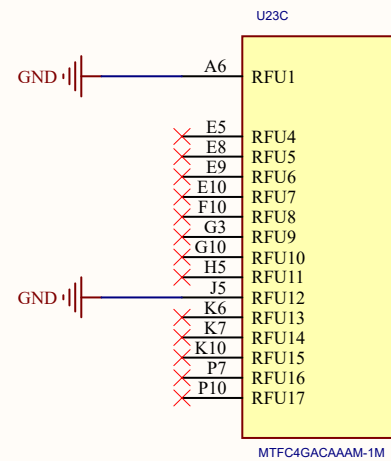 U23C
GND A6 RFU1
E5 RFU4
E8 RFU5
E9 RFU6
E10 RFU7
F10 RFU8
G3 RFU9
G10 RFU10
H5 RFU11
GND J5 RFU12
K6 RFU13
K7 RFU14
K10 RFU15
P7 RFU16
P10 RFU17
MTFC4GACAAAM-1M